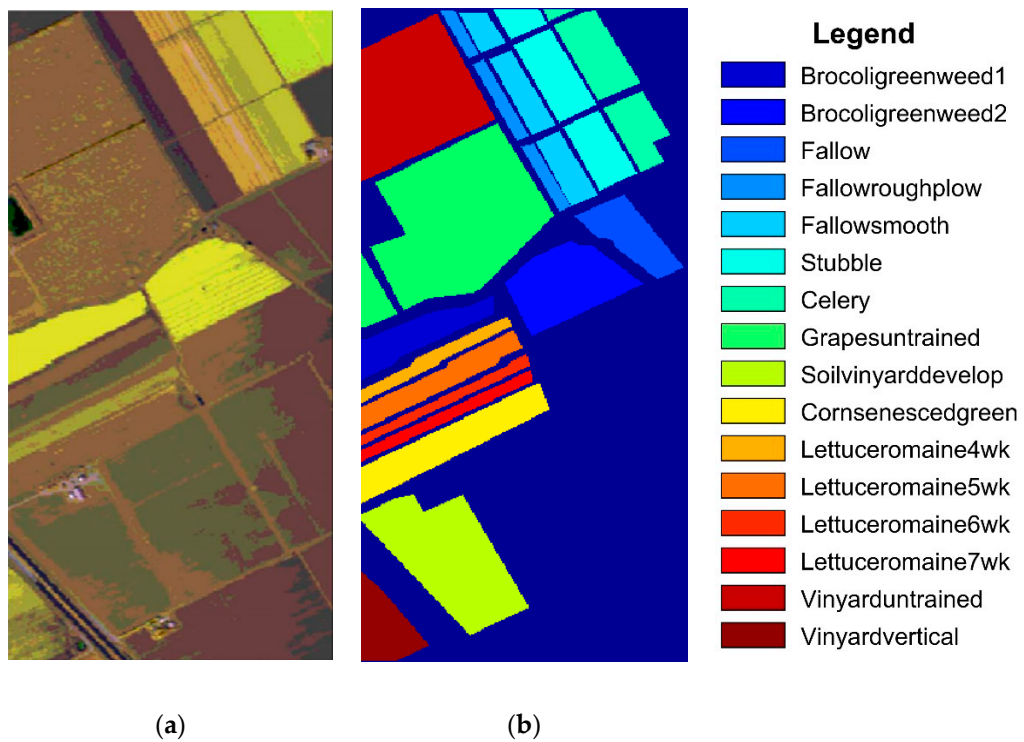 Legend
Brocoligreenweed1
Brocoligreenweed2
Fallow
Fallowroughplow
Fallowsmooth
Stubble
Celery
Grapesuntrained
Soilvinyarddevelop
Cornsenescedgreen
Lettuceromaine4wk
Lettuceromaine5wk
Lettuceromaine6wk
Lettuceromaine7wk
Vinyarduntrained
Vinyardvertical
(a)
(b)